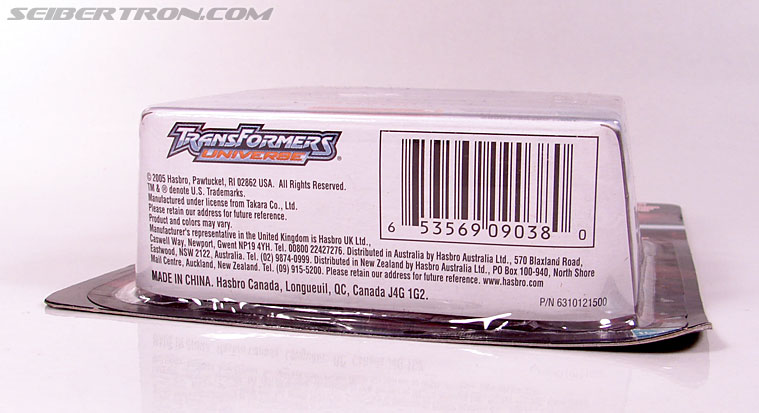 SEIBERTRON.COM
TRANSFORMERS
UNIVERSE®
© 2005 Hasbro, Pawtucket, RI 02862 USA. All Rights Reserved.
TM & ® denote U.S. Trademarks.
Manufactured under license from Takara Co., Ltd.
Please retain our address for future reference.
Product and colors may vary.
Manufacturer's representative in the United Kingdom is Hasbro UK Ltd.,
Caswell Way, Newport, Gwent NP19 4YH. Tel. 00800 22427276. Distributed in Australia by Hasbro Australia Ltd., 570 Blaxland Road,
Eastwood, NSW 2122, Australia. Tel. (02) 9874-0999. Distributed in New Zealand by Hasbro Australia Ltd., PO Box 100-940, North Shore
Mail Centre, Auckland, New Zealand. Tel. (09) 915-5200. Please retain our address for future reference. www.hasbro.com
MADE IN CHINA. Hasbro Canada, Longueuil, QC, Canada J4G 1G2.
6 53569 09038 0
P/N 6310121500